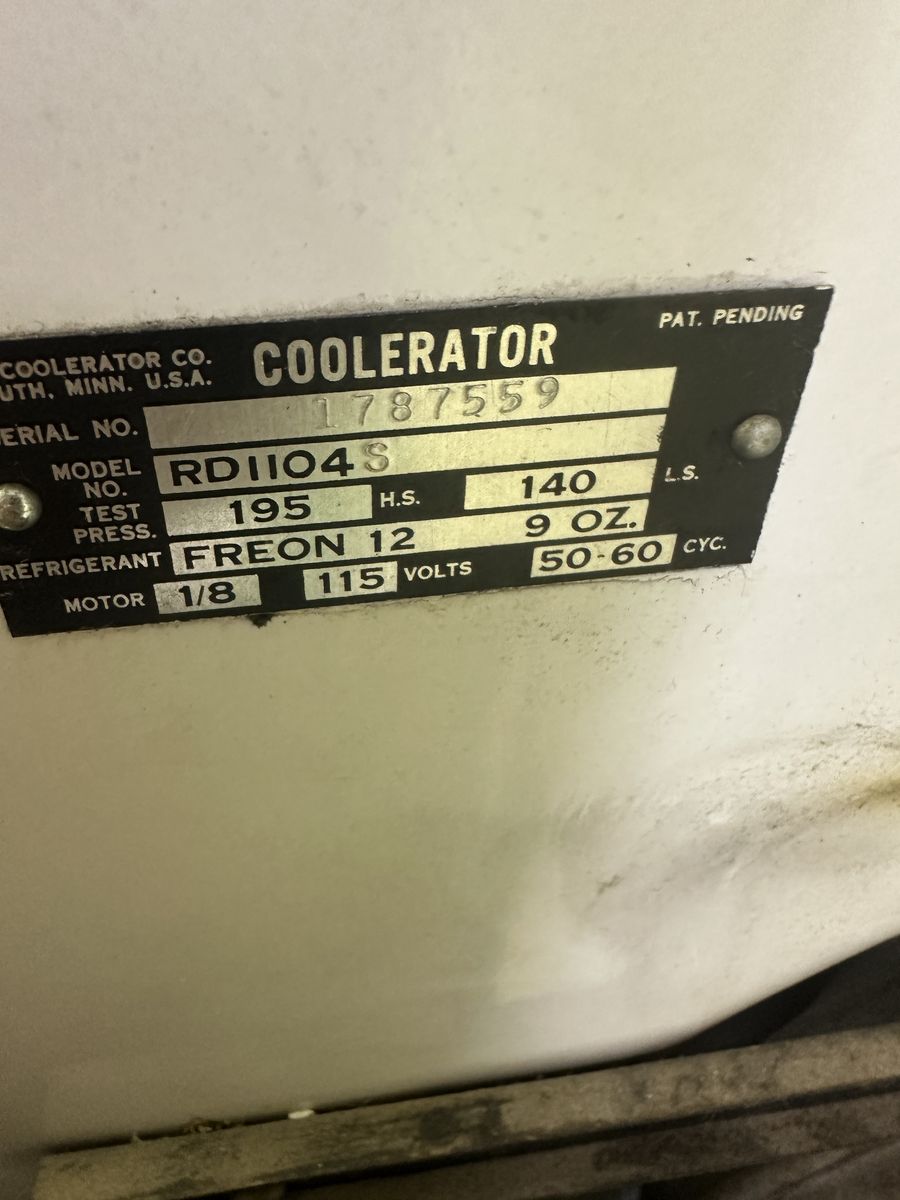 COOLERATOR CO.
UTH, MINN. U.S.A.
COOLERATOR
PAT. PENDING
ERIAL NO. 1787559
MODEL NO. RD1104S
TEST PRESS. 195 H.S. 140 L.S.
REFRIGERANT FREON 12 9 OZ.
MOTOR 1/8 115 VOLTS 50-60 CYC.